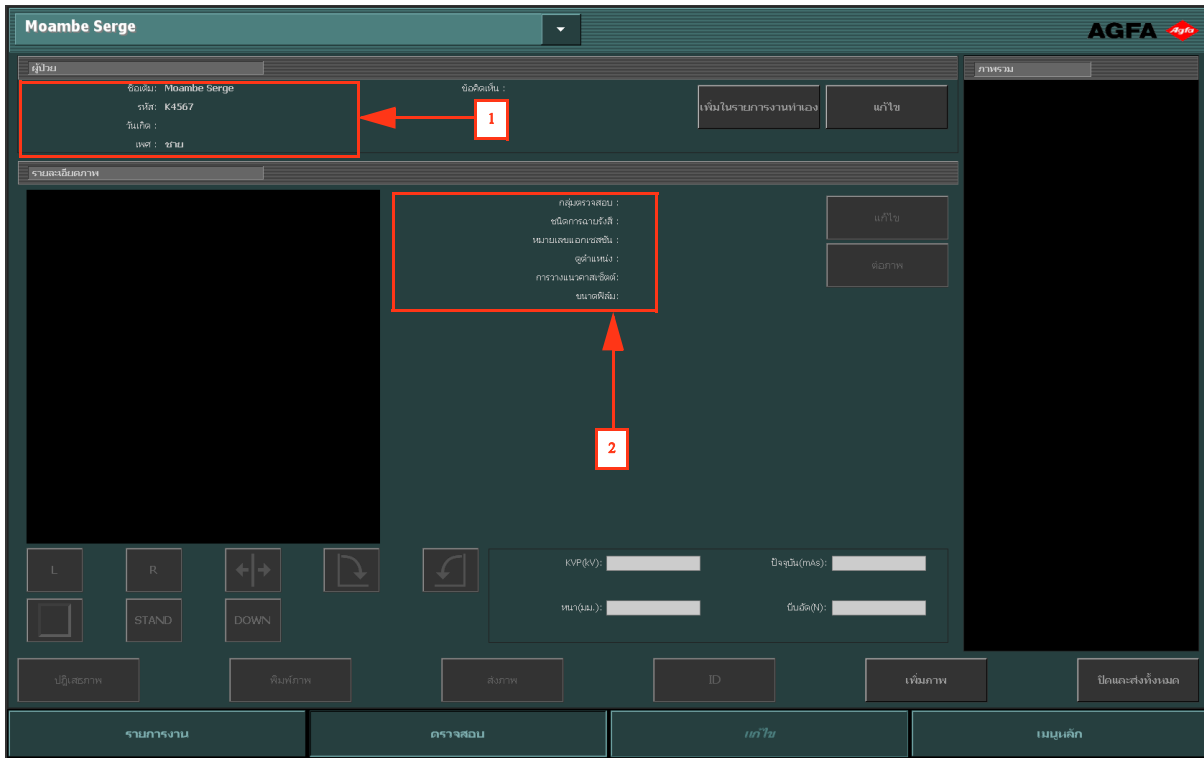 Moambe Serge
AGFA Agfa
ผู้ป่วย
ชื่อเต็ม: Moambe Serge
รหัส: K4567
วันเกิด :
เพศ : ชาย
ข้อคิดเห็น :
เพิ่มในรายการงานทำเอง
แก้ไข
1
ภาพรวม
รายละเอียดภาพ
กลุ่มตรวจสอบ :
ชนิดการฉายรังสี :
หมายเลขแอกเซสชัน :
ดูตำแหน่ง :
การวางแนวคาสเซ็ตต์:
ขนาดฟิล์ม:
แก้ไข
ต่อภาพ
2
L
R
STAND
DOWN
KVP(kV):
ปัจจุบัน(mAs):
หนา(มม.):
บีบอัด(N):
ปฏิเสธภาพ
พิมพ์ภาพ
ส่งภาพ
ID
เพิ่มภาพ
ปิดและส่งทั้งหมด
รายการงาน
ตรวจสอบ
แก้ไข
เมนูหลัก